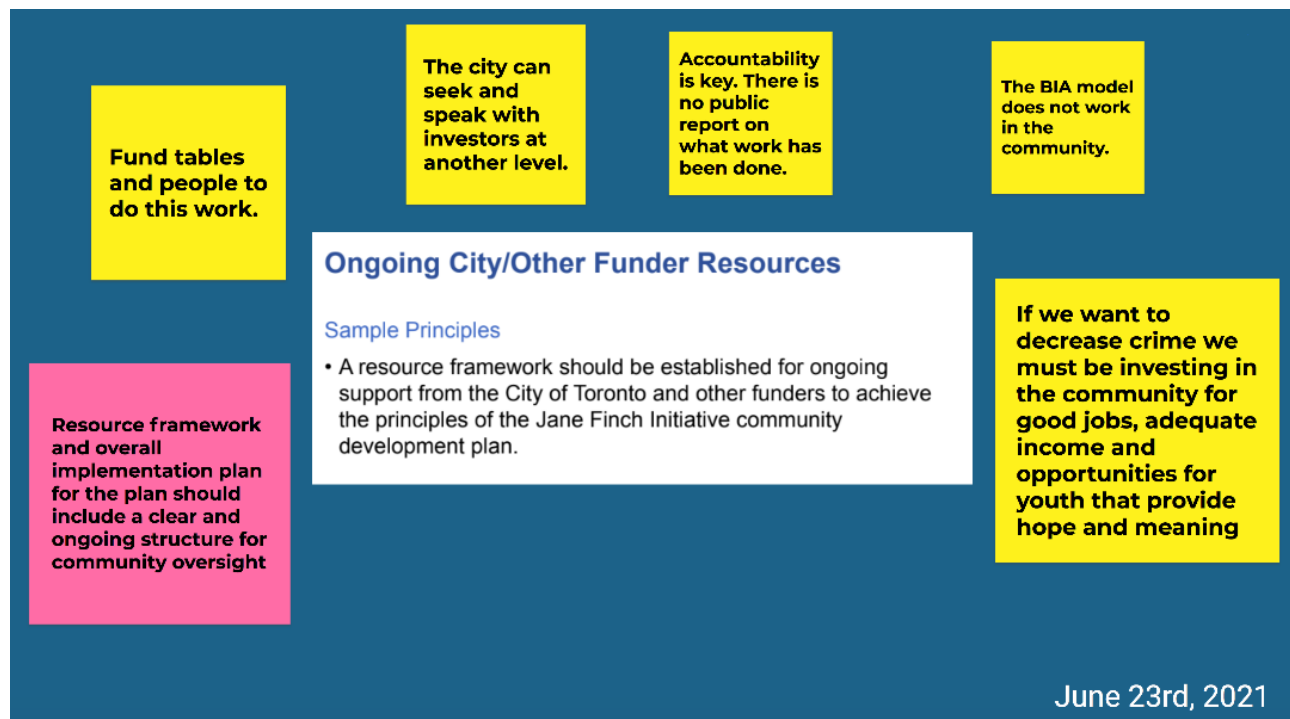 Fund tables
and people to
do this work.
The city can
seek and
speak with
investors at
another level.
Accountability
is key. There is
no public
report on
what work has
been done.
The BIA model
does not work
in the
community.
Ongoing City/Other Funder Resources
Sample Principles
• A resource framework should be established for ongoing
support from the City of Toronto and other funders to achieve
the principles of the Jane Finch Initiative community
development plan.
Resource framework
and overall
implementation plan
for the plan should
include a clear and
ongoing structure for
community oversight
If we want to
decrease crime we
must be investing in
the community for
good jobs, adequate
income and
opportunities for
youth that provide
hope and meaning
June 23rd, 2021